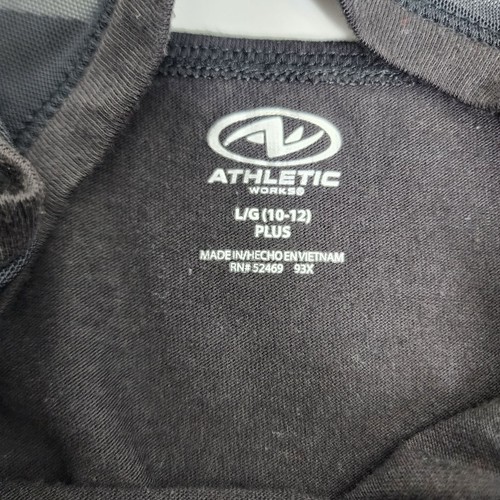 ATHLETIC
WORKS®
L/G (10-12)
PLUS
MADE IN/HECHO EN VIETNAM
RN# 52469 93X